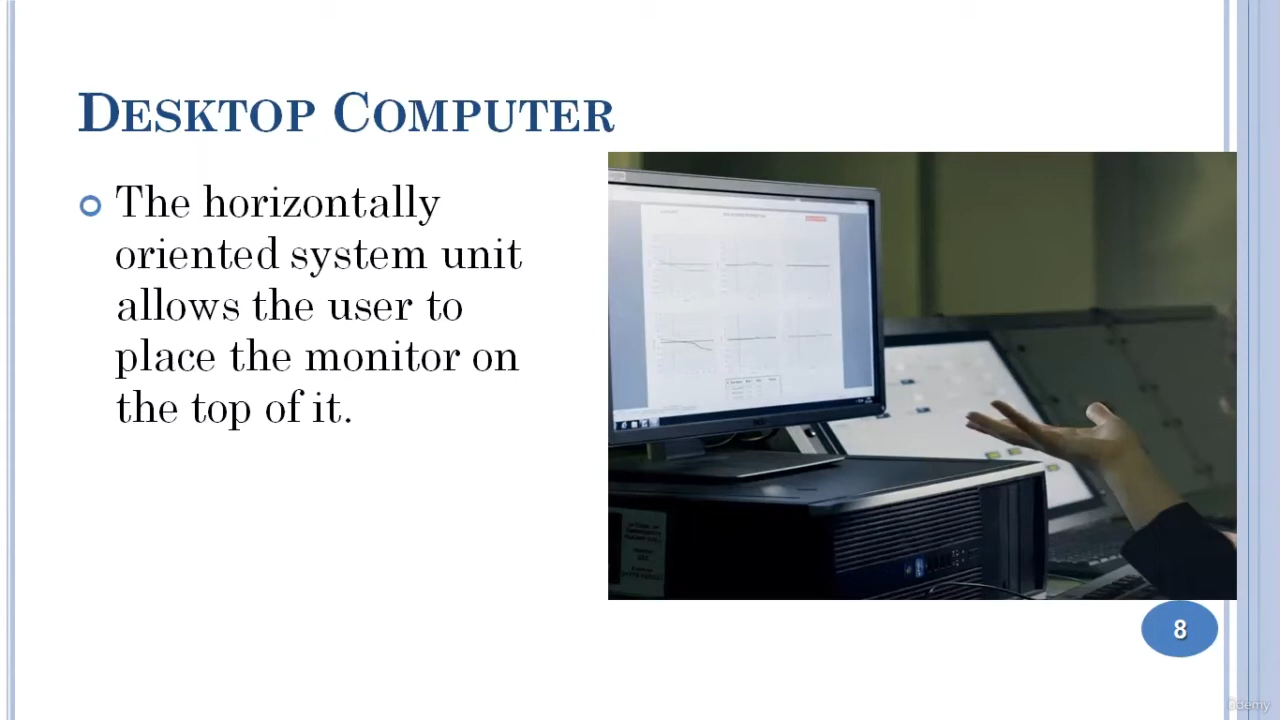 DESKTOP COMPUTER
The horizontally
oriented system unit
allows the user to
place the monitor on
the top of it.
8
ûdemy